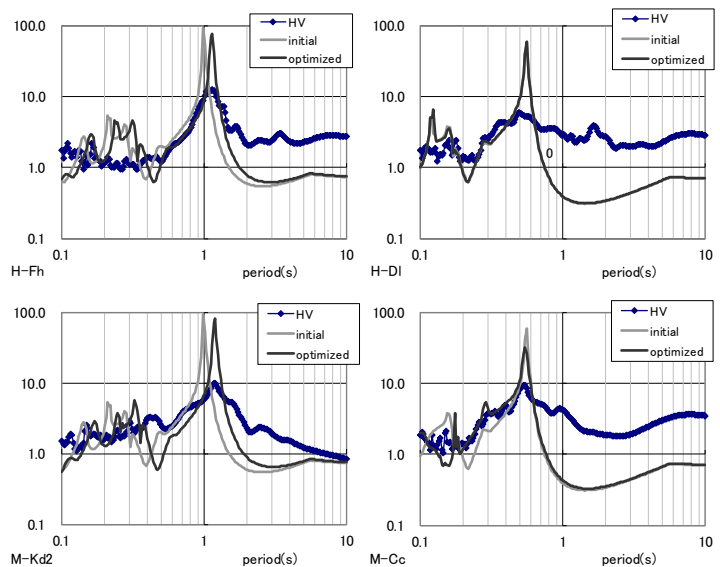 HV
initial
optimized
100.0
10.0
1.0
0.1
0.1
1
10
H-Fh
period(s)
HV
initial
optimized
100.0
10.0
1.0
0.1
0
0.1
1
10
H-DI
period(s)
HV
initial
optimized
100.0
10.0
1.0
0.1
0.1
1
10
M-Kd2
period(s)
HV
initial
optimized
100.0
10.0
1.0
0.1
0.1
1
10
M-Cc
period(s)